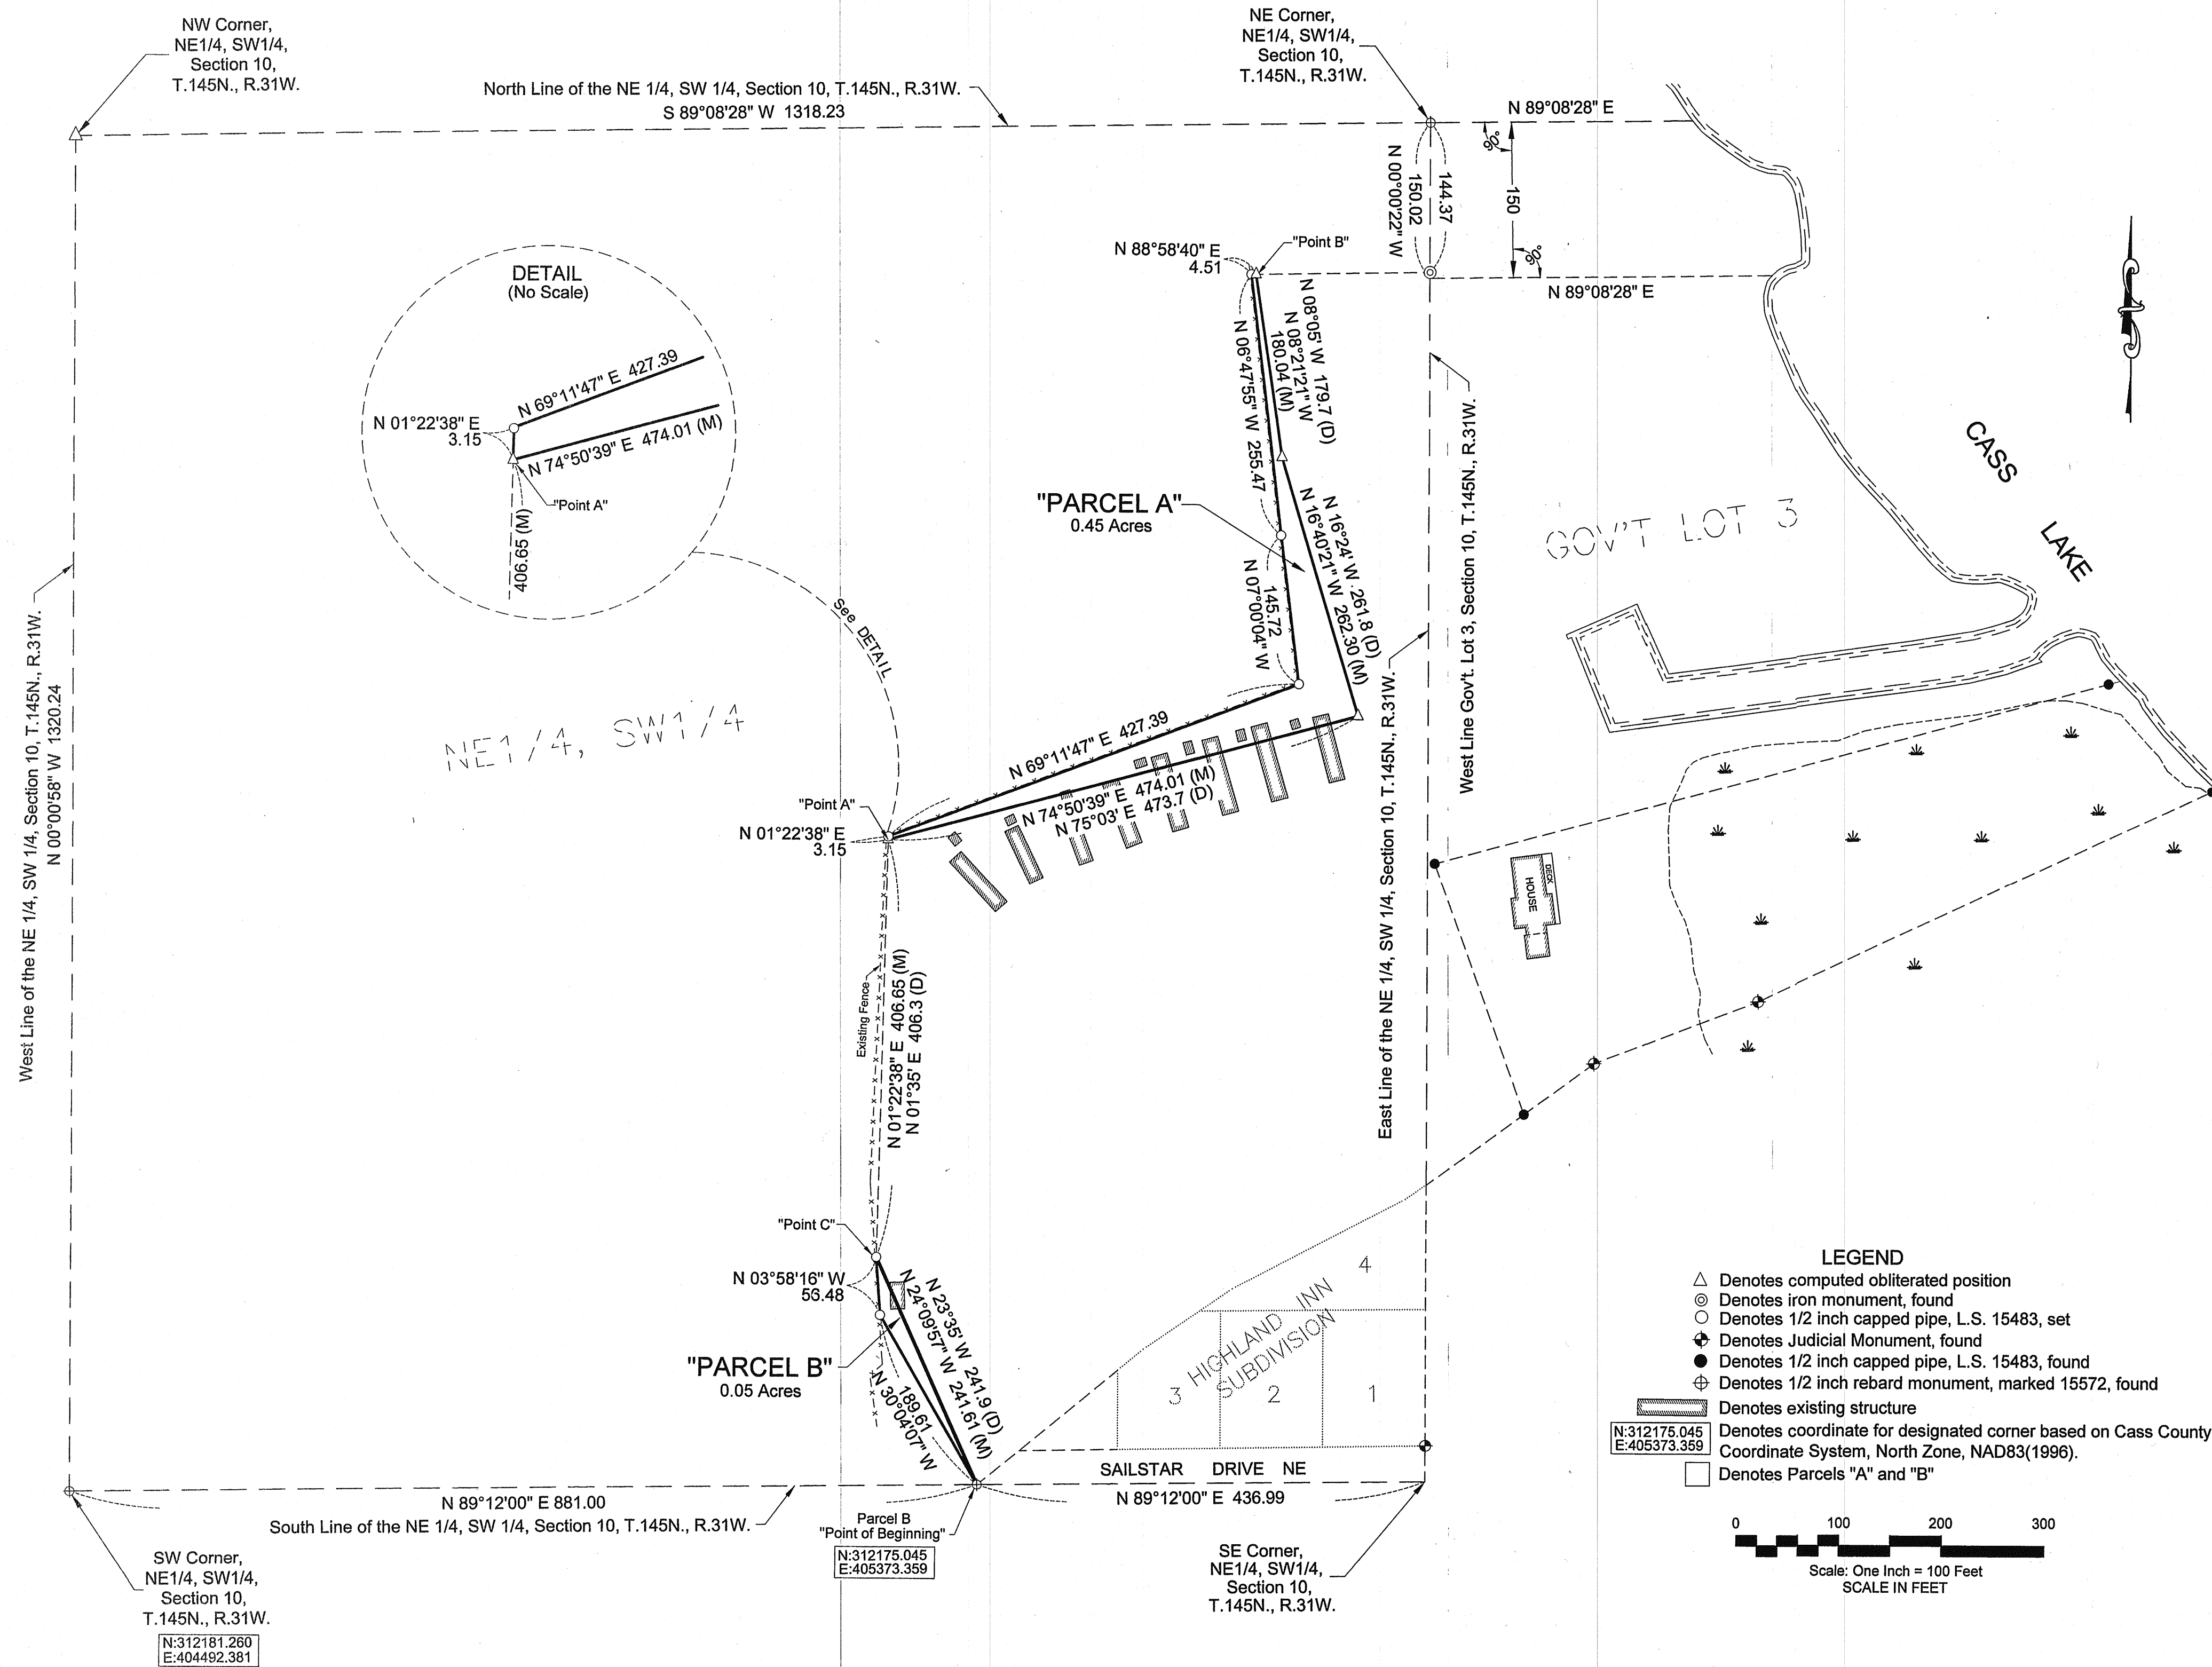 NW Corner,
NE1/4, SW1/4,
Section 10,
T.145N., R.31W.
North Line of the NE 1/4, SW 1/4, Section 10, T.145N., R.31W.
S 89°08'28" W 1318.23
NE Corner,
NE1/4, SW1/4,
Section 10,
T.145N., R.31W.
N 89°08'28" E
90°
150
90°
N 89°08'28" E
144.37
150.02
N 00°00'22" W
N 88°58'40" E
4.51
"Point B"
DETAIL
(No Scale)
N 69°11'47" E 427.39
N 01°22'38" E
3.15
N 74°50'39" E 474.01 (M)
"Point A"
406.65 (M)
See DETAIL
N 08°05' W 179.7 (D)
N 08°21'21" W
180.04 (M)
N 06°47'55" W 255.47
"PARCEL A"
0.45 Acres
N 16°24' W 261.8 (D)
N 16°40'21" W 262.30 (M)
145.72
N 07°00'04" W
West Line Gov't. Lot 3, Section 10, T.145N., R.31W.
East Line of the NE 1/4, SW 1/4, Section 10, T.145N., R.31W.
CASS
LAKE
GOV'T LOT 3
West Line of the NE 1/4, SW 1/4, Section 10, T.145N., R.31W.
N 00°00'58" W 1320.24
NE1/4, SW1/4
N 69°11'47" E 427.39
N 74°50'39" E 474.01 (M)
N 75°03' E 473.7 (D)
"Point A"
N 01°22'38" E
3.15
DECK
HOUSE
Existing Fence
N 01°22'38" E 406.65 (M)
N 01°35' E 406.3 (D)
"Point C"
N 03°58'16" W
56.48
N 23°35' W 241.9 (D)
N 24°09'57" W 241.61 (M)
"PARCEL B"
0.05 Acres
189.61
N 30°04'07" W
4
HIGHLAND INN
SUBDIVISION
3
2
1
SAILSTAR DRIVE NE
N 89°12'00" E 436.99
N 89°12'00" E 881.00
South Line of the NE 1/4, SW 1/4, Section 10, T.145N., R.31W.
Parcel B
"Point of Beginning"
N:312175.045
E:405373.359
SW Corner,
NE1/4, SW1/4,
Section 10,
T.145N., R.31W.
N:312181.260
E:404492.381
SE Corner,
NE1/4, SW1/4,
Section 10,
T.145N., R.31W.
LEGEND
Denotes computed obliterated position
Denotes iron monument, found
Denotes 1/2 inch capped pipe, L.S. 15483, set
Denotes Judicial Monument, found
Denotes 1/2 inch capped pipe, L.S. 15483, found
Denotes 1/2 inch rebard monument, marked 15572, found
Denotes existing structure
N:312175.045
E:405373.359
Denotes coordinate for designated corner based on Cass County
Coordinate System, North Zone, NAD83(1996).
Denotes Parcels "A" and "B"
0 100 200 300
Scale: One Inch = 100 Feet
SCALE IN FEET